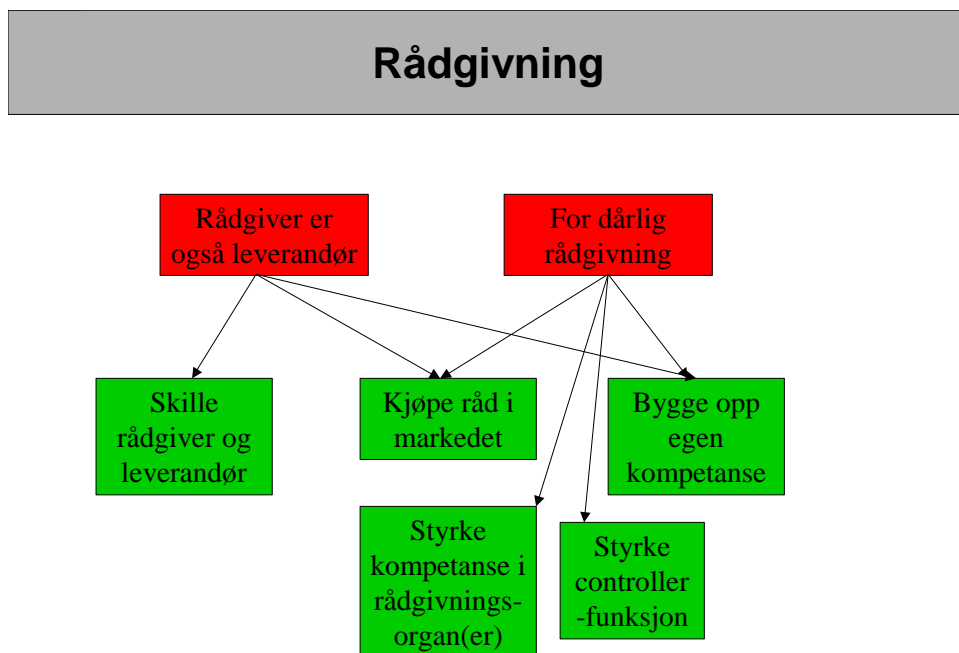 Rådgivning
Rådgiver er
også leverandør
For dårlig
rådgivning
Skille
rådgiver og
leverandør
Kjøpe råd i
markedet
Bygge opp
egen
kompetanse
Styrke
kompetanse i
rådgivnings-
organ(er)
Styrke
controller
-funksjon